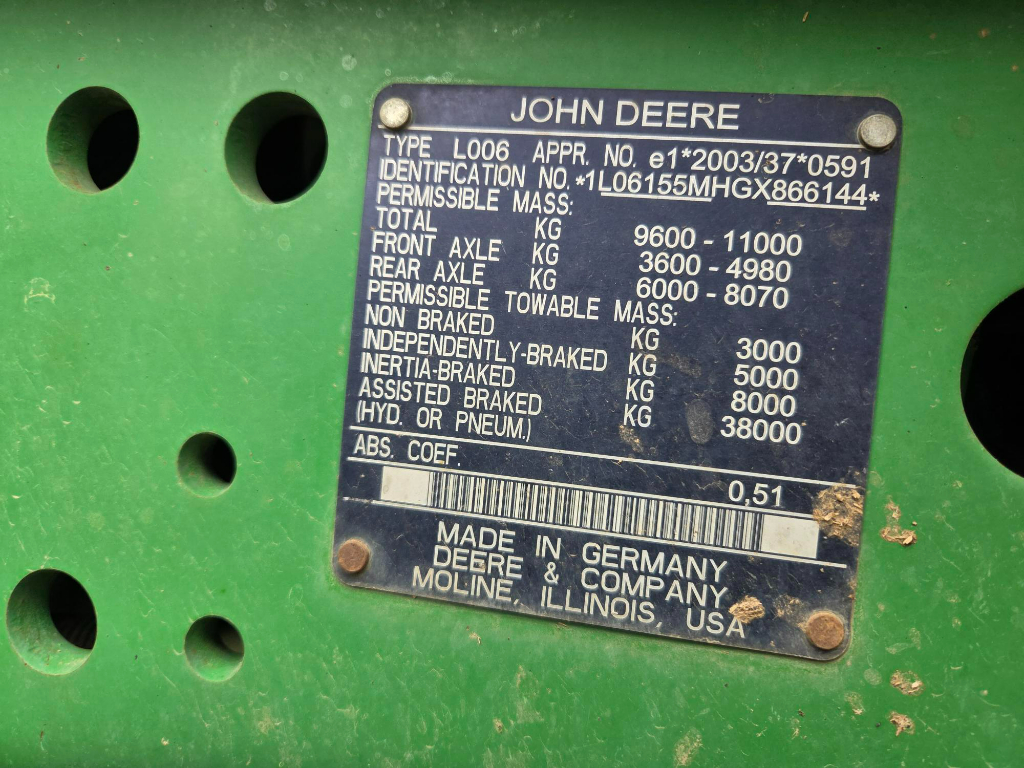 JOHN DEERE
TYPE L006 APPR. NO. e1*2003/37*0591
IDENTIFICATION NO. *1L06155MHGX866144*
PERMISSIBLE MASS:
TOTAL KG 9600 - 11000
FRONT AXLE KG 3600 - 4980
REAR AXLE KG 6000 - 8070
PERMISSIBLE TOWABLE MASS:
NON BRAKED KG 3000
INDEPENDENTLY-BRAKED KG 5000
INERTIA-BRAKED KG 8000
ASSISTED BRAKED KG 38000
(HYD. OR PNEUM.)
ABS. COEF. 0,51
MADE IN GERMANY
DEERE & COMPANY
MOLINE, ILLINOIS, USA